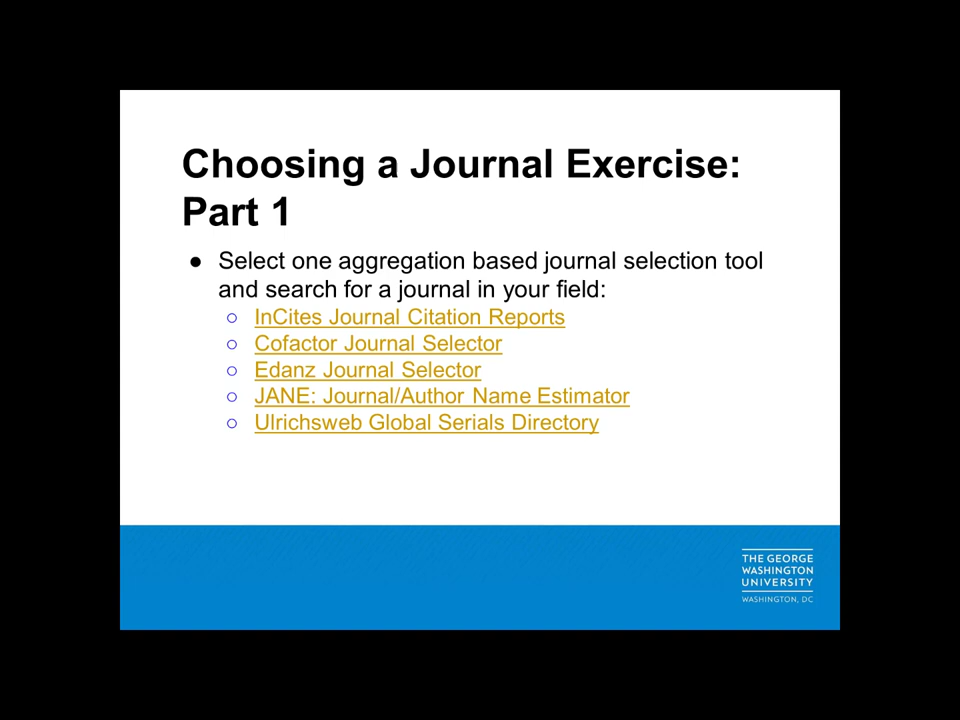 Choosing a Journal Exercise:
Part 1
● Select one aggregation based journal selection tool
and search for a journal in your field:
○ InCites Journal Citation Reports
○ Cofactor Journal Selector
○ Edanz Journal Selector
○ JANE: Journal/Author Name Estimator
○ Ulrichsweb Global Serials Directory
THE GEORGE
WASHINGTON
UNIVERSITY
WASHINGTON, DC